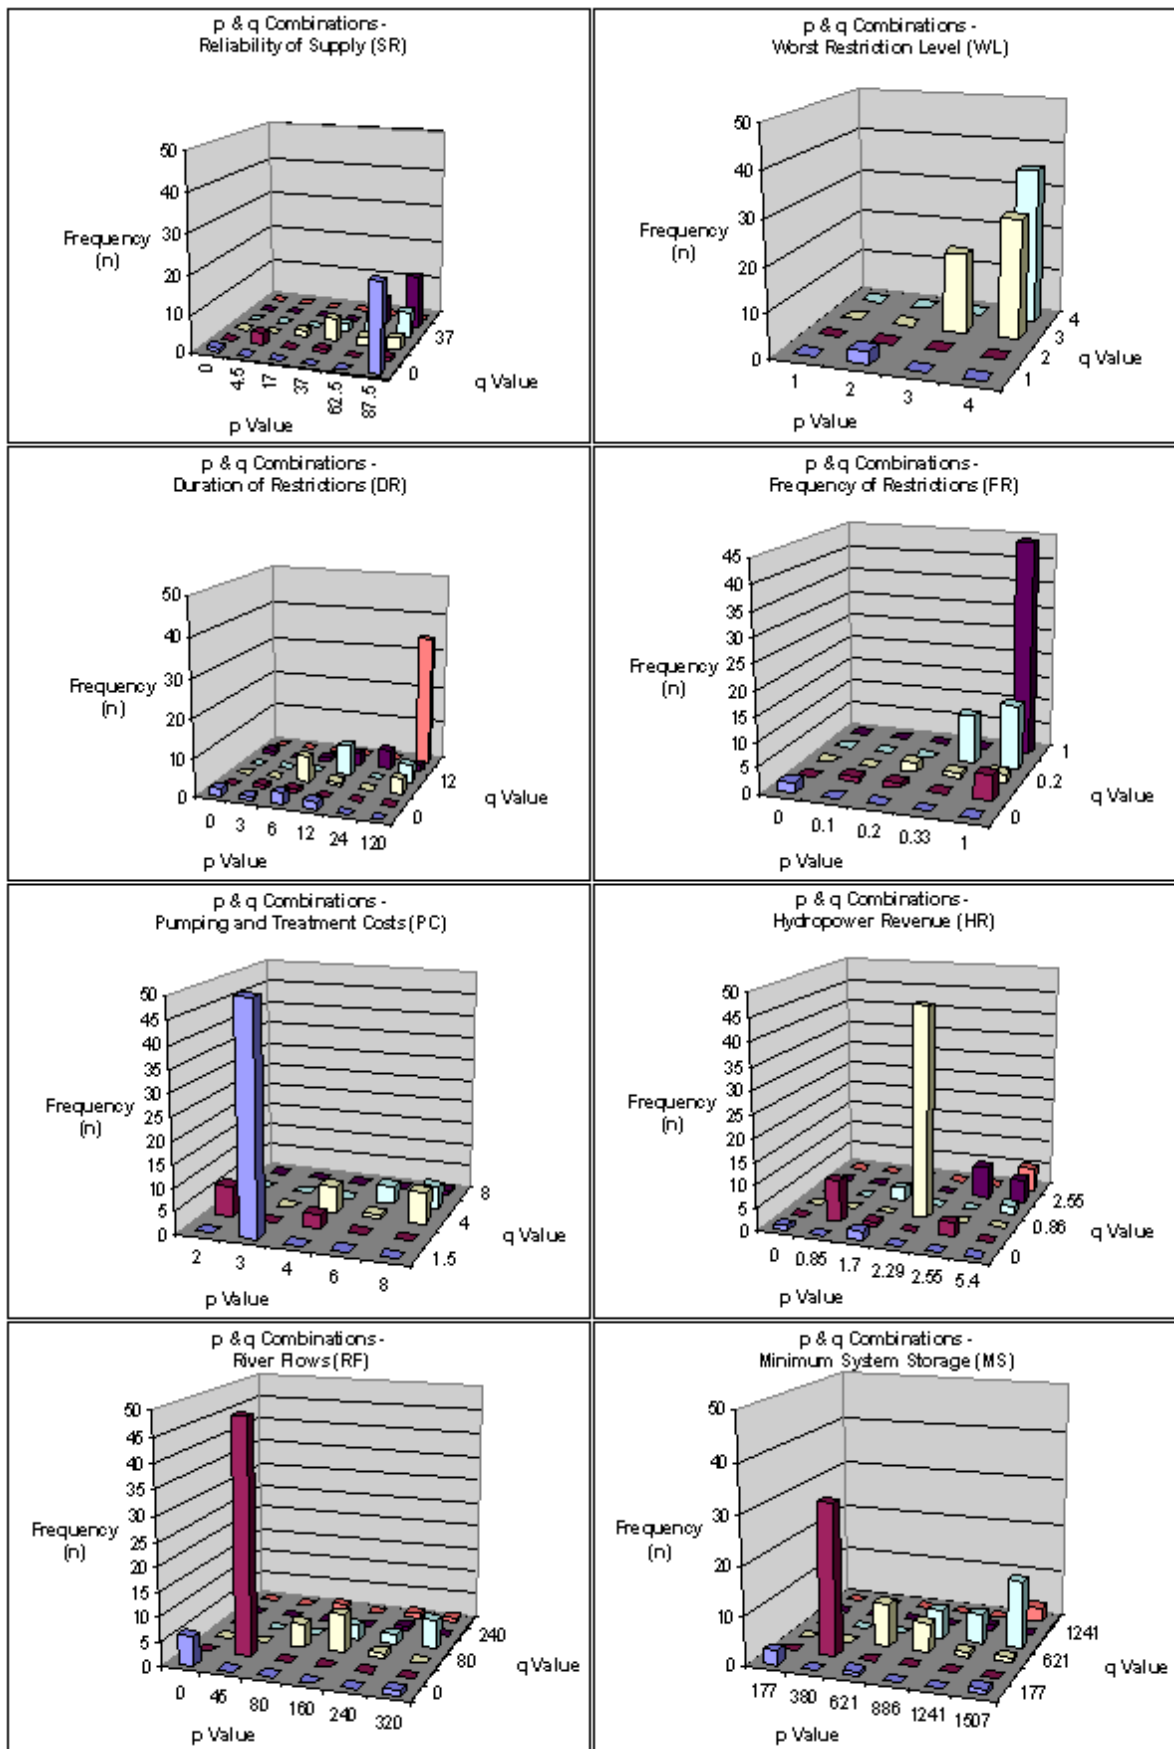 p & q Combinations -
Reliability of Supply (SR)
50
40
30
20
10
0
Frequency
(n)
0
4.5
17
37
62.5
87.5
0
37
q Value
p Value
p & q Combinations -
Worst Restriction Level (WL)
50
40
30
20
10
0
Frequency
(n)
1
2
3
4
1
2
3
4
q Value
p Value
p & q Combinations -
Duration of Restrictions (DR)
50
40
30
20
10
0
Frequency
(n)
0
3
6
12
24
120
0
12
q Value
p Value
p & q Combinations -
Frequency of Restrictions (FR)
45
40
35
30
25
20
15
10
5
0
Frequency
(n)
0
0.1
0.2
0.33
1
0
0.2
1
q Value
p Value
p & q Combinations -
Pumping and Treatment Costs (PC)
50
45
40
35
30
25
20
15
10
5
0
Frequency
(n)
2
3
4
6
8
1.5
4
8
q Value
p Value
p & q Combinations -
Hydropower Revenue (HR)
50
45
40
35
30
25
20
15
10
5
0
Frequency
(n)
0
0.85
1.7
2.29
2.55
5.4
0
0.86
2.55
q Value
p Value
p & q Combinations -
River Flows (RF)
50
45
40
35
30
25
20
15
10
5
0
Frequency
(n)
0
45
80
160
240
320
0
80
240
q Value
p Value
p & q Combinations -
Minimum System Storage (MS)
50
40
30
20
10
0
Frequency
(n)
177
380
621
886
1241
1507
177
621
1241
q Value
p Value